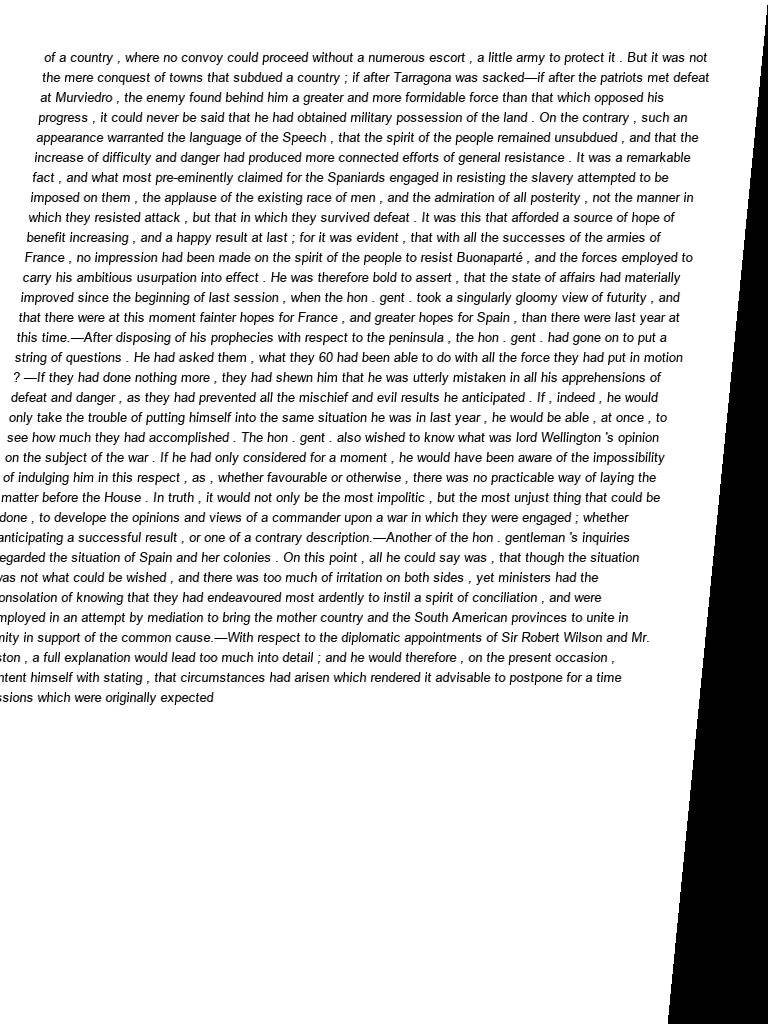 of a country , where no convoy could proceed without a numerous escort , a little army to protect it . But it was not
the mere conquest of towns that subdued a country ; if after Tarragona was sacked—if after the patriots met defeat
at Murviedro , the enemy found behind him a greater and more formidable force than that which opposed his
progress , it could never be said that he had obtained military possession of the land . On the contrary , such an
appearance warranted the language of the Speech , that the spirit of the people remained unsubdued , and that the
increase of difficulty and danger had produced more connected efforts of general resistance . It was a remarkable
fact , and what most pre-eminently claimed for the Spaniards engaged in resisting the slavery attempted to be
imposed on them , the applause of the existing race of men , and the admiration of all posterity , not the manner in
which they resisted attack , but that in which they survived defeat . It was this that afforded a source of hope of
benefit increasing , and a happy result at last ; for it was evident , that with all the successes of the armies of
France , no impression had been made on the spirit of the people to resist Buonaparté , and the forces employed to
carry his ambitious usurpation into effect . He was therefore bold to assert , that the state of affairs had materially
improved since the beginning of last session , when the hon . gent . took a singularly gloomy view of futurity , and
that there were at this moment fainter hopes for France , and greater hopes for Spain , than there were last year at
this time.—After disposing of his prophecies with respect to the peninsula , the hon . gent . had gone on to put a
string of questions . He had asked them , what they 60 had been able to do with all the force they had put in motion
? —If they had done nothing more , they had shewn him that he was utterly mistaken in all his apprehensions of
defeat and danger , as they had prevented all the mischief and evil results he anticipated . If , indeed , he would
only take the trouble of putting himself into the same situation he was in last year , he would be able , at once , to
see how much they had accomplished . The hon . gent . also wished to know what was lord Wellington 's opinion
on the subject of the war . If he had only considered for a moment , he would have been aware of the impossibility
of indulging him in this respect , as , whether favourable or otherwise , there was no practicable way of laying the
matter before the House . In truth , it would not only be the most impolitic , but the most unjust thing that could be
done , to develope the opinions and views of a commander upon a war in which they were engaged ; whether
anticipating a successful result , or one of a contrary description.—Another of the hon . gentleman 's inquiries
egarded the situation of Spain and her colonies . On this point , all he could say was , that though the situation
was not what could be wished , and there was too much of irritation on both sides , yet ministers had the
onsolation of knowing that they had endeavoured most ardently to instil a spirit of conciliation , and were
mployed in an attempt by mediation to bring the mother country and the South American provinces to unite in
mity in support of the common cause.—With respect to the diplomatic appointments of Sir Robert Wilson and Mr.
ston , a full explanation would lead too much into detail ; and he would therefore , on the present occasion ,
ntent himself with stating , that circumstances had arisen which rendered it advisable to postpone for a time
ssions which were originally expected